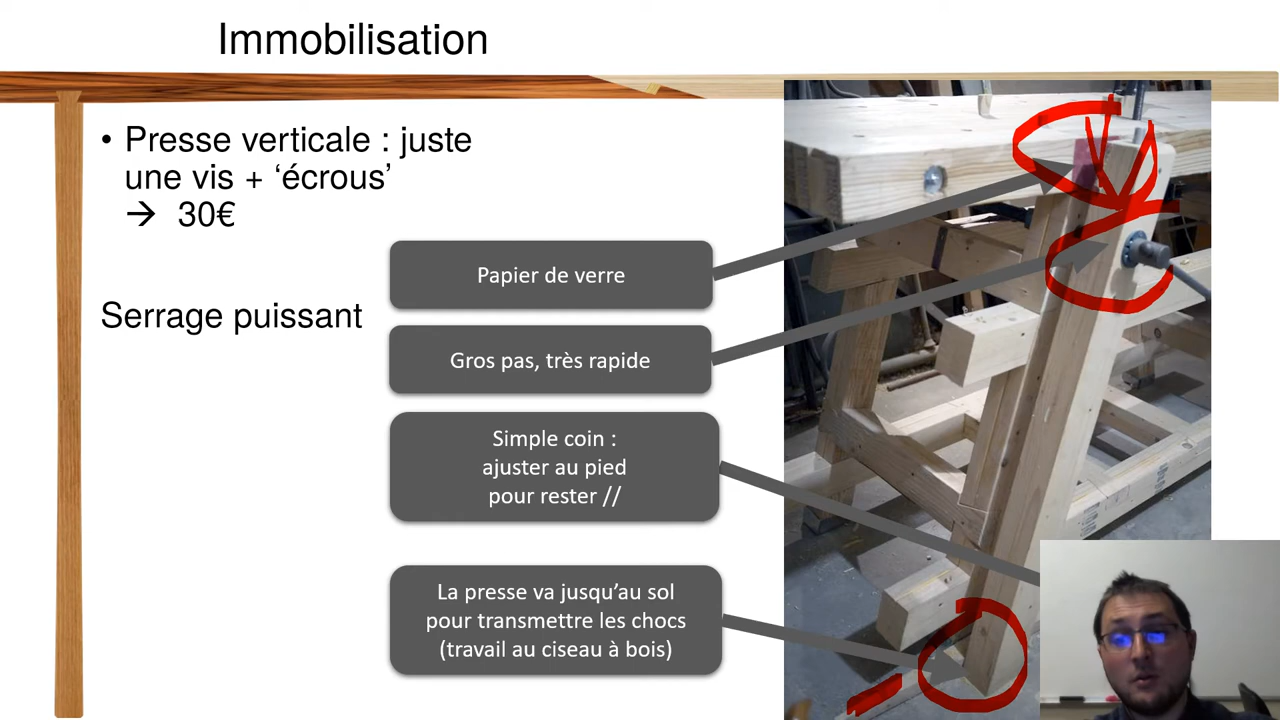 Immobilisation
• Presse verticale : juste
une vis + ‘écrous’
→ 30€
Serrage puissant
Papier de verre
Gros pas, très rapide
Simple coin :
ajuster au pied
pour rester //
La presse va jusqu’au sol
pour transmettre les chocs
(travail au ciseau à bois)